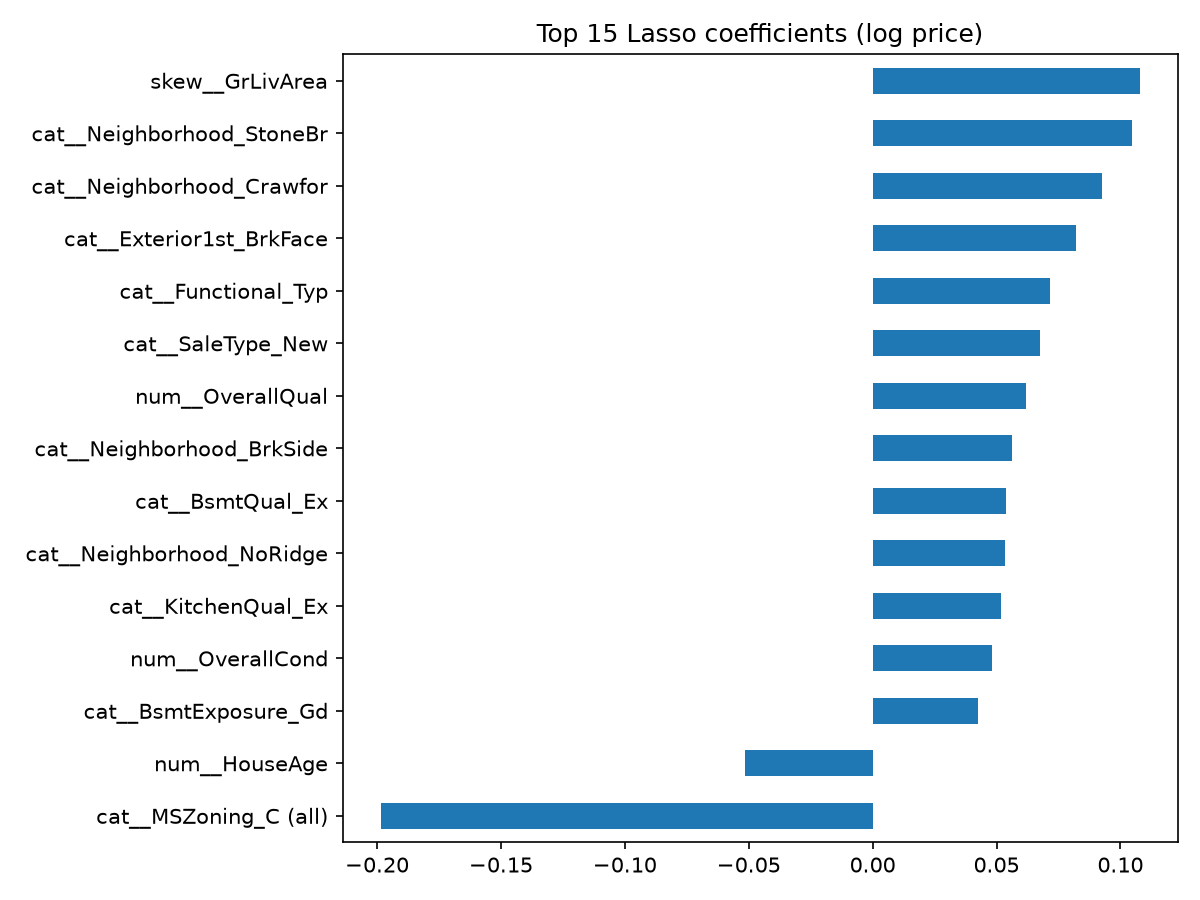 Top 15 Lasso coefficients (log price)
skew__GrLivArea
cat__Neighborhood_StoneBr
cat__Neighborhood_Crawfor
cat__Exterior1st_BrkFace
cat__Functional_Typ
cat__SaleType_New
num__OverallQual
cat__Neighborhood_BrkSide
cat__BsmtQual_Ex
cat__Neighborhood_NoRidge
cat__KitchenQual_Ex
num__OverallCond
cat__BsmtExposure_Gd
num__HouseAge
cat__MSZoning_C (all)
−0.20 −0.15 −0.10 −0.05 0.00 0.05 0.10